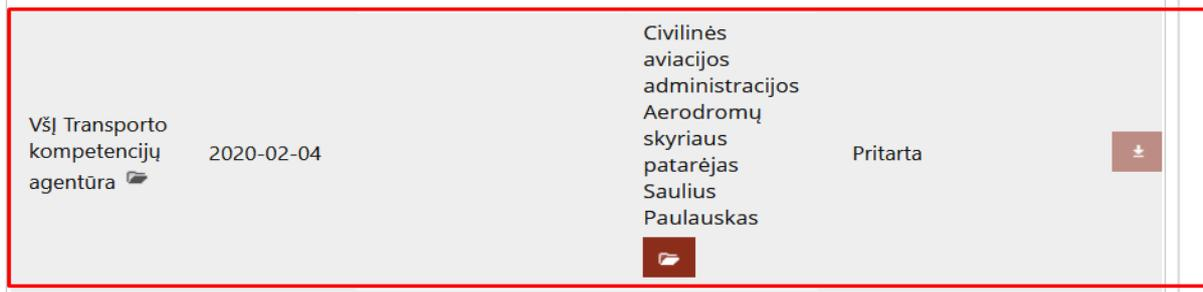 VšĮ Transporto
kompetencijų
agentūra
2020-02-04
Civilinės
aviacijos
administracijos
Aerodromų
skyriaus
patarėjas
Saulius
Paulauskas
Pritarta